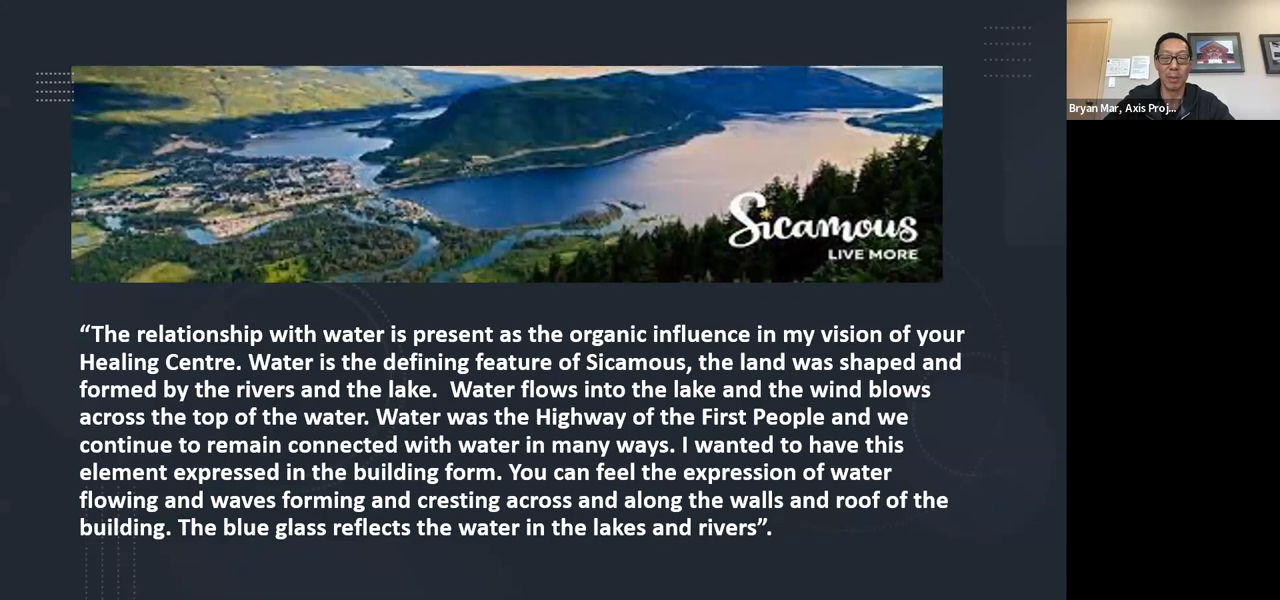 Sicamous
LIVE MORE
“The relationship with water is present as the organic influence in my vision of your
Healing Centre. Water is the defining feature of Sicamous, the land was shaped and
formed by the rivers and the lake.  Water flows into the lake and the wind blows
across the top of the water. Water was the Highway of the First People and we
continue to remain connected with water in many ways. I wanted to have this
element expressed in the building form. You can feel the expression of water
flowing and waves forming and cresting across and along the walls and roof of the
building. The blue glass reflects the water in the lakes and rivers”.
Bryan Mar, Axis Proj...